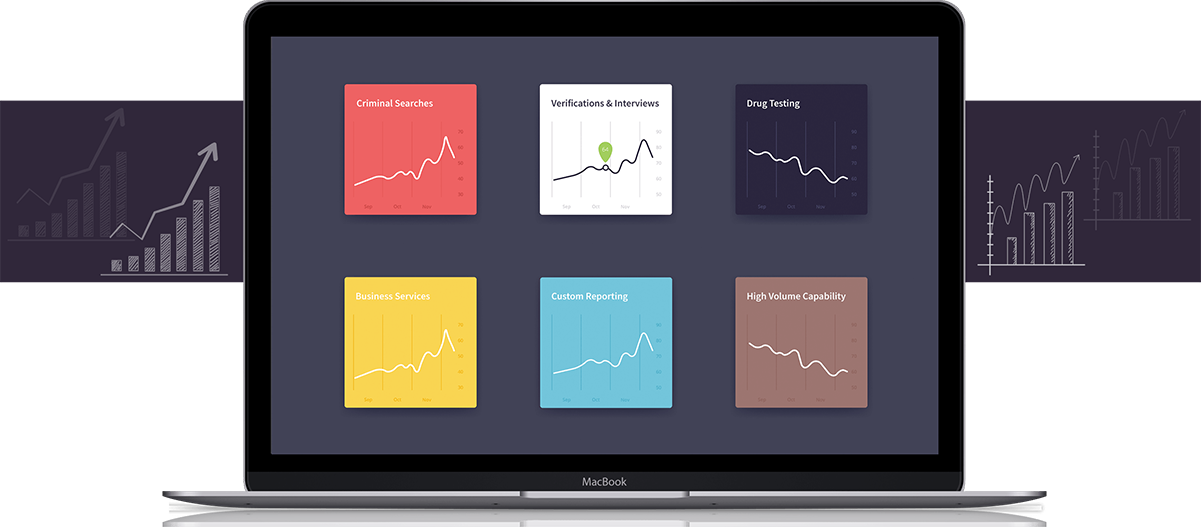 Criminal Searches
Sep Oct Nov
Verifications & Interviews
54
Sep Oct Nov
Drug Testing
Sep Oct Nov
Business Services
Sep Oct Nov
Custom Reporting
Sep Oct Nov
High Volume Capability
Sep Oct Nov
MacBook